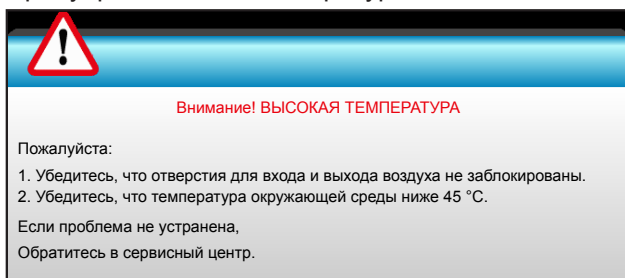 Внимание! ВЫСОКАЯ ТЕМПЕРАТУРА
Пожалуйста:
1. Убедитесь, что отверстия для входа и выхода воздуха не заблокированы.
2. Убедитесь, что температура окружающей среды ниже 45 °C.
Если проблема не устранена,
Обратитесь в сервисный центр.